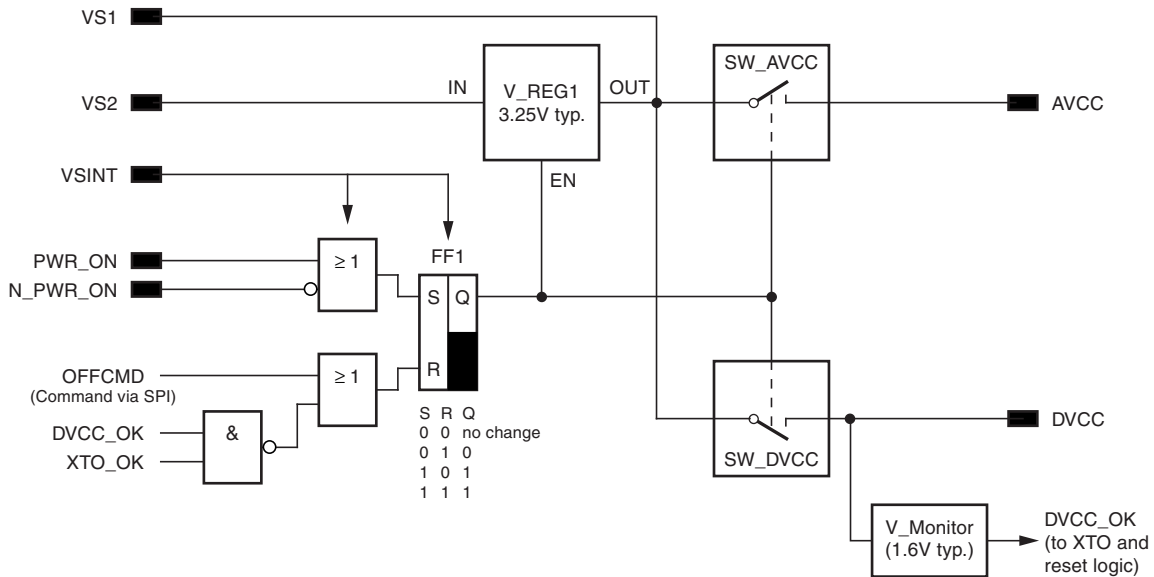 VS1
SW_AVCC
VS2
IN
V_REG1
3.25V typ.
OUT
AVCC
VSINT
EN
PWR_ON
N_PWR_ON
≥ 1
FF1
S Q
R
OFFCMD
(Command via SPI)
≥ 1
DVCC_OK
XTO_OK
&
S R Q
0 0 no change
0 1 0
1 0 1
1 1 1
DVCC
SW_DVCC
V_Monitor
(1.6V typ.)
DVCC_OK
(to XTO and
reset logic)